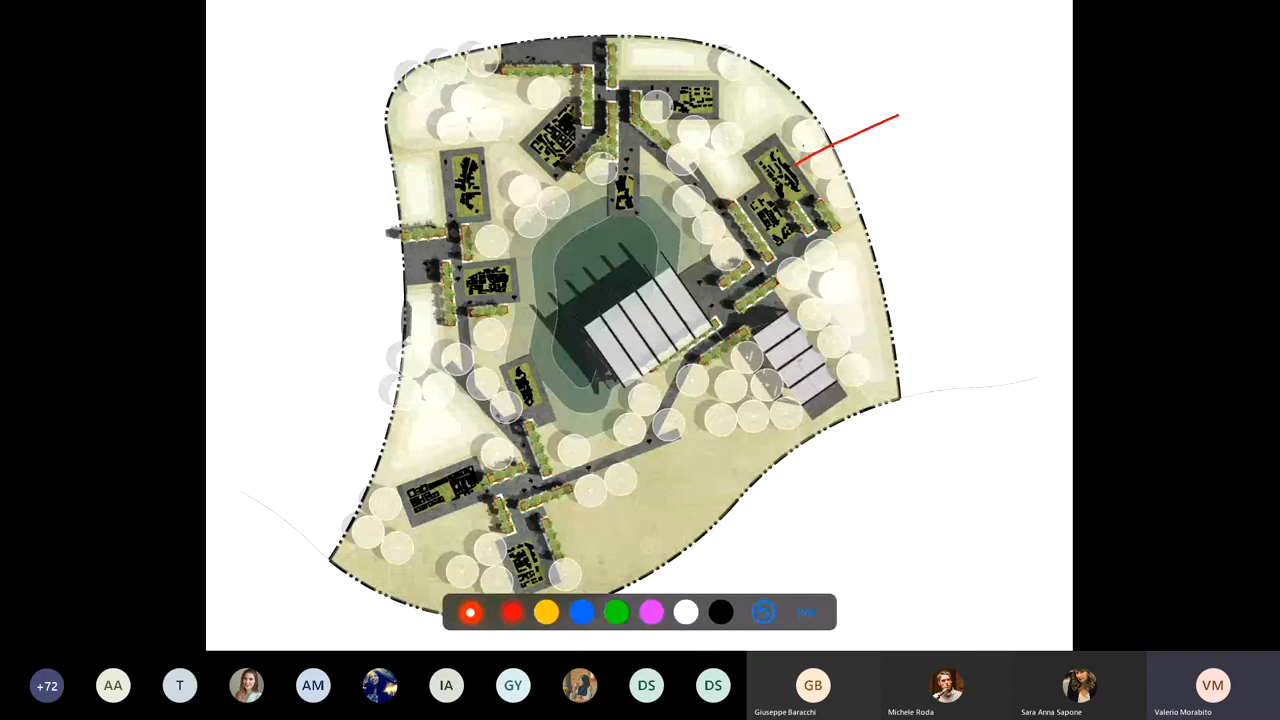 +72
AA
T
AM
IA
GY
DS
DS
GB
VM
Giuseppe Baracchi
Michele Roda
Sara Anna Sapone
Valerio Morabito